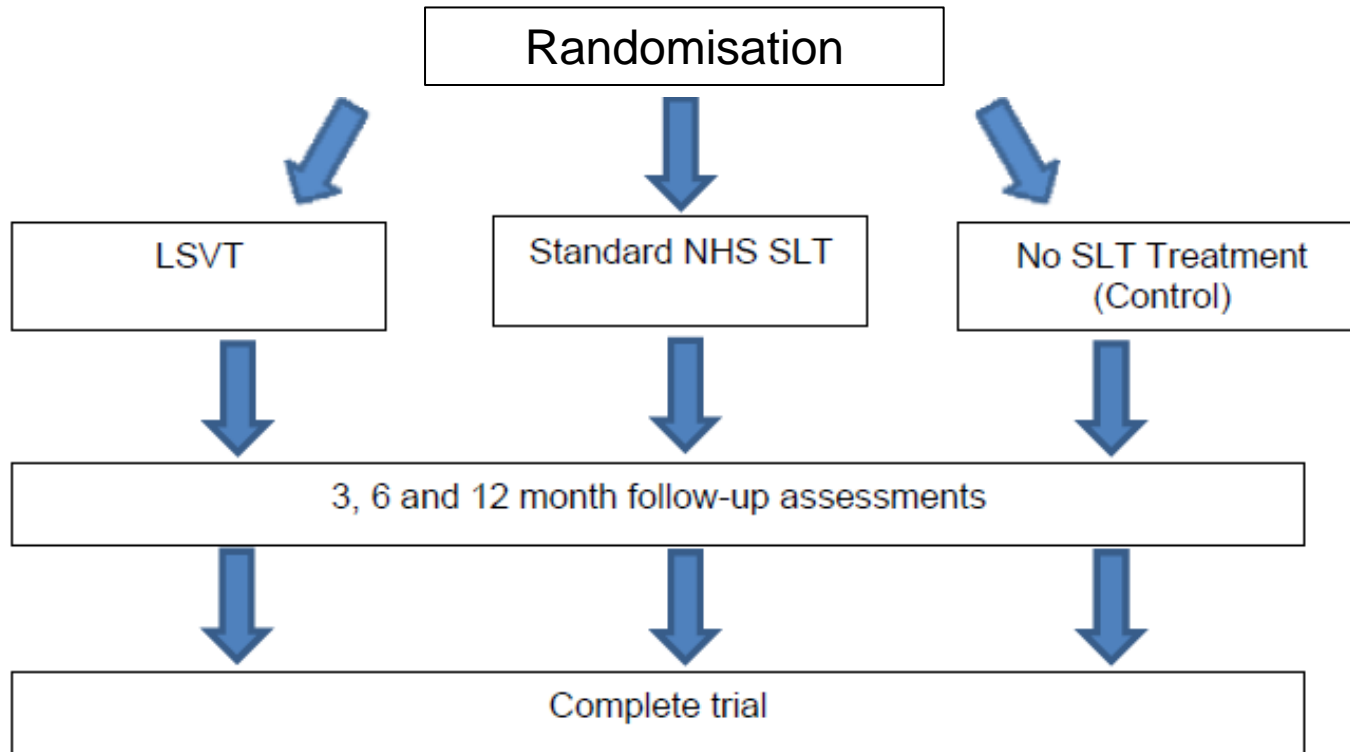 Randomisation
LSVT
Standard NHS SLT
No SLT Treatment
(Control)
3, 6 and 12 month follow-up assessments
Complete trial